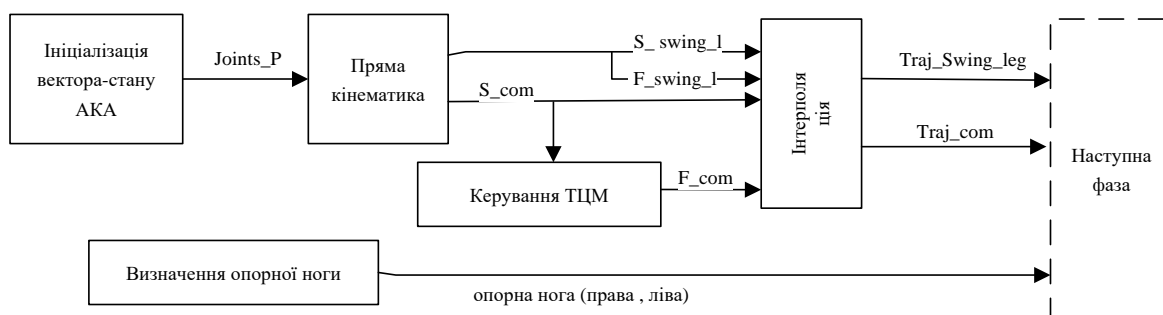 Ініціалізація
вектора-стану
АКА
Joints_P
Пряма
кінематика
S_ swing_l
F_swing_l
S_com
Керування ТЦМ
F_com
Інтерполя
ція
Traj_Swing_leg
Traj_com
Наступна
фаза
Визначення опорної ноги
опорна нога (права , ліва)